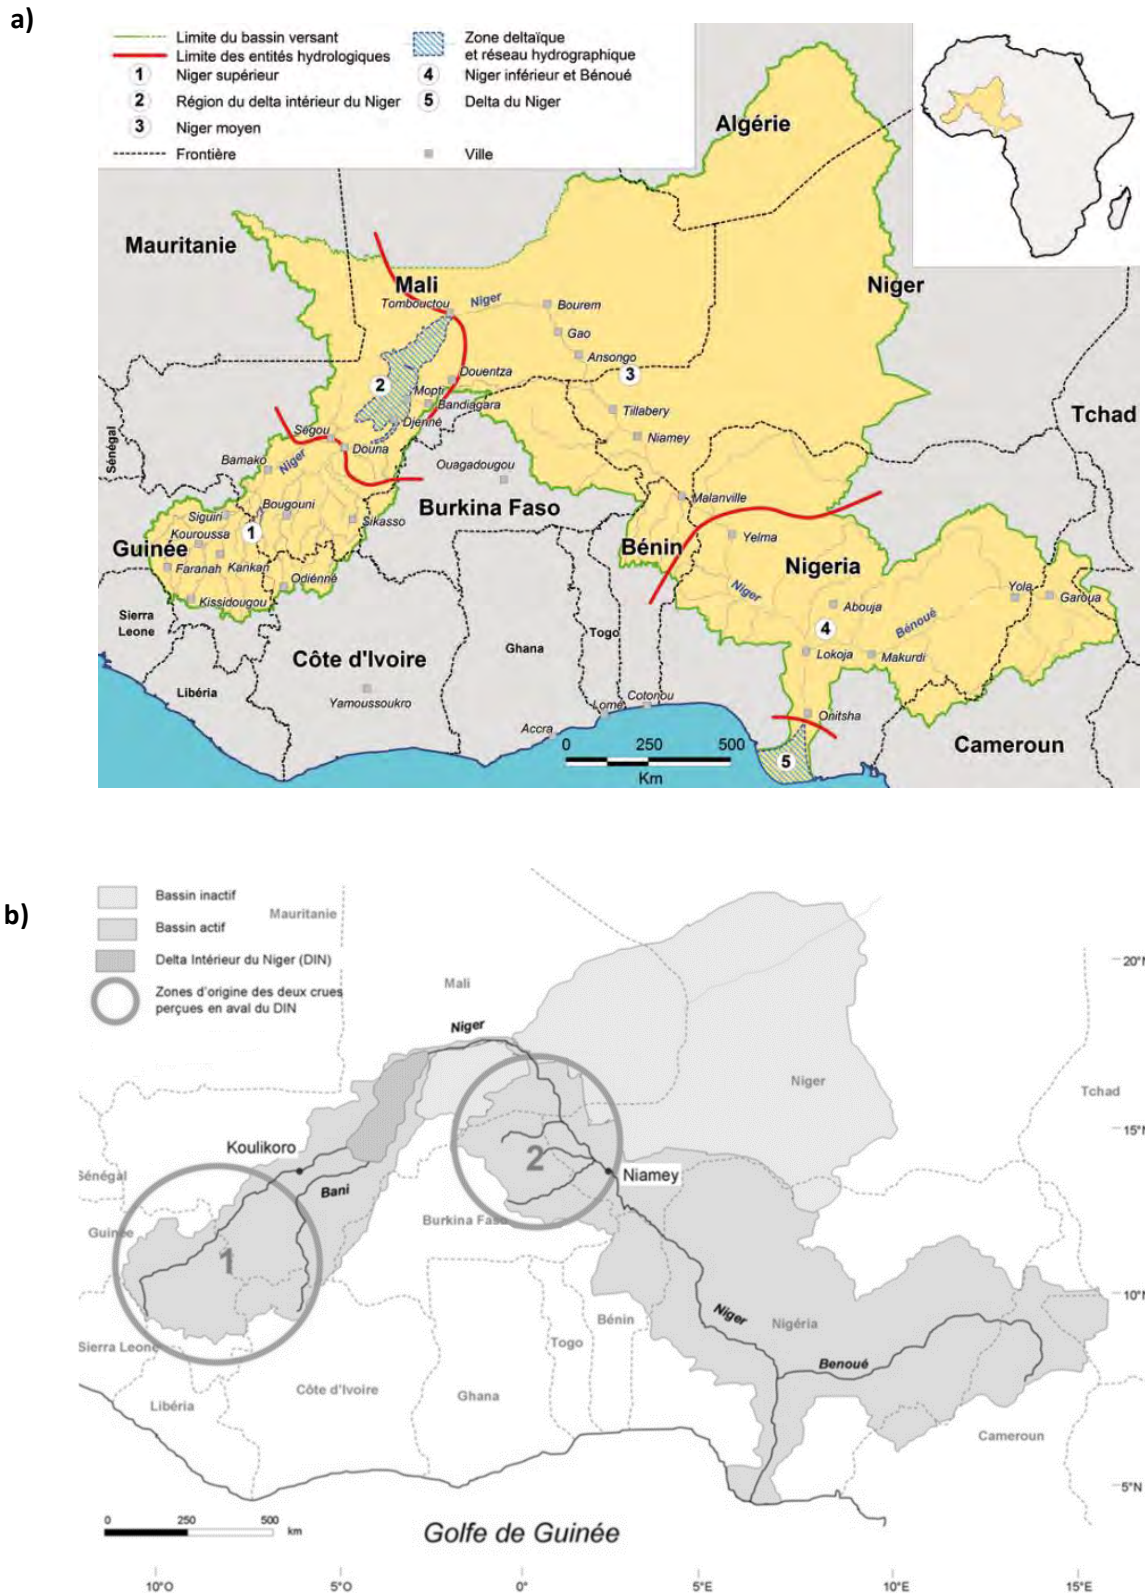 a)
Limite du bassin versant
Limite des entités hydrologiques
1 Niger supérieur
2 Région du delta intérieur du Niger
3 Niger moyen
Frontière
Zone deltaïque
et réseau hydrographique
4 Niger inférieur et Bénoué
5 Delta du Niger
Ville
Algérie
Mauritanie
Mali
Niger
Tombouctou
Niger
Bourem
Gao
Ansongo
3
Douentza
2
Mopti
Bandiagara
Tillabery
Tchad
Djénné
Ségou
Niamey
Sénégal
Douna
Bamako
Niger
Ouagadougou
Malanville
Bougouni
Burkina Faso
Siguiri
Sikasso
1
Kouroussa
Yelma
Guinée
Bénin
Nigeria
Faranah
Kankan
Odiénné
Niger
Yola
Garoua
Kissidougou
Abouja
Sierra
Leone
Bénoué
4
Togo
Ghana
Lokoja
Makurdi
Côte d'Ivoire
Libéria
Yamoussoukro
Cotonou
Lomé
Onitsha
Accra
Cameroun
0 250 500
Km
5
b)
Bassin inactif
Bassin actif
Delta Intérieur du Niger (DIN)
Zones d'origine des deux crues
perçues en aval du DIN
Mauritanie
20°N
Mali
Niger
Niger
Tchad
15°N
Koulikoro
2
Niamey
Sénégal
Bani
Burkina Faso
Guinée
1
10°N
Niger
Nigéria
Bénin
Sierra Leone
Togo
Benoué
Côte d'Ivoire
Ghana
Libéria
Cameroun
5°N
0 250 500
km
Golfe de Guinée
10°O 5°O 0° 5°E 10°E 15°E